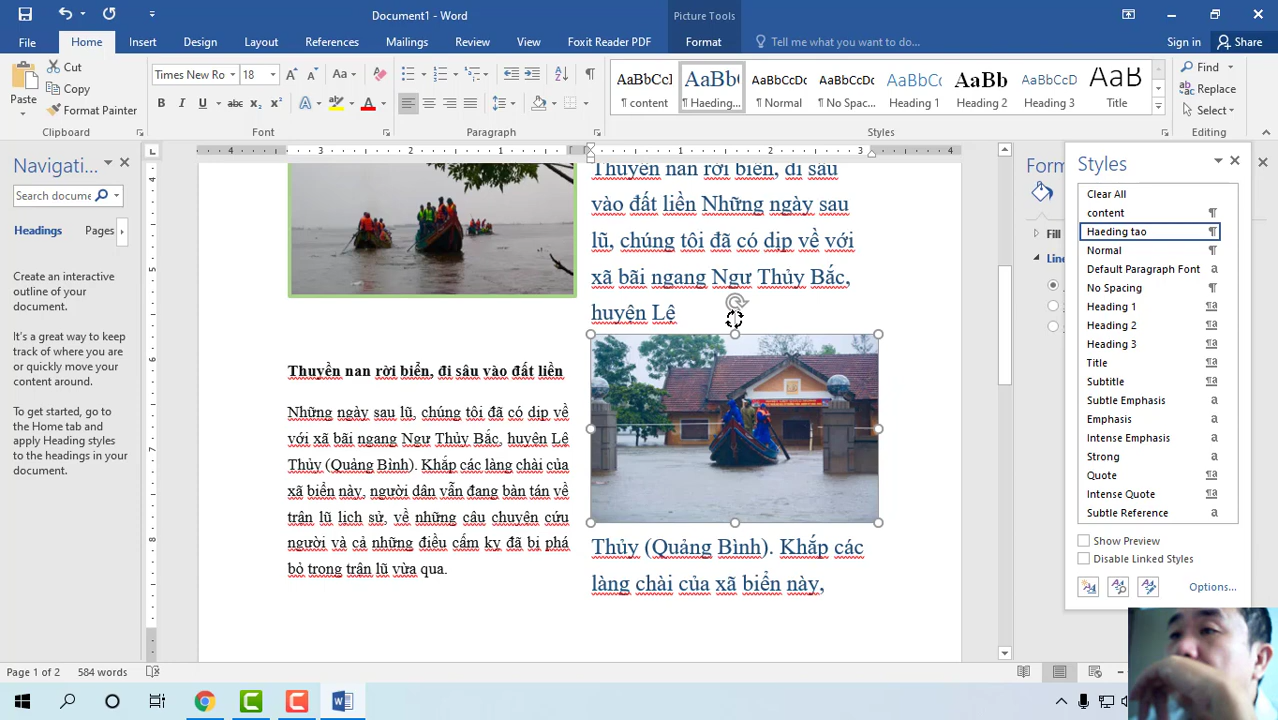 Document1 - Word
Picture Tools
File
Home
Insert
Design
Layout
References
Mailings
Review
View
Foxit Reader PDF
Format
Tell me what you want to do...
Sign in
Share
Paste
Cut
Copy
Format Painter
Clipboard
Times New Ro
18
Font
Paragraph
AaBbCcI
¶ content
AaBb(
¶ Haeding...
AaBbCcDc
¶ Normal
AaBbCcDc
¶ No Spac...
AaBbCcI
Heading 1
AaBb
Heading 2
AaBbCcD
Heading 3
AaB
Title
Styles
Find
Replace
Select
Editing
Navigati
Search docume
Headings
Pages
Create an interactive
outline of your
document.
It's a great way to keep
track of where you are
or quickly move your
content around.
To get started, go to
the Home tab and
apply Heading styles
to the headings in your
document.
Thuyền nan rời biển, đi sâu vào đất liền
Những ngày sau lũ, chúng tôi đã có dịp về
với xã bãi ngang Ngư Thủy Bắc, huyện Lệ
Thủy (Quảng Bình). Khắp các làng chài của
xã biển này, người dân vẫn đang bàn tán về
trận lũ lịch sử, về những câu chuyện cứu
người và cả những điều cấm kỵ đã bị phá
bỏ trong trận lũ vừa qua.
Thuyền nan rời biển, đi sâu
vào đất liền Những ngày sau
lũ, chúng tôi đã có dịp về với
xã bãi ngang Ngư Thủy Bắc,
huyện Lệ
Thủy (Quảng Bình). Khắp các
làng chài của xã biển này,
Form
Fill
Line
Styles
Clear All
content
Haeding tao
Normal
Default Paragraph Font
No Spacing
Heading 1
Heading 2
Heading 3
Title
Subtitle
Subtle Emphasis
Emphasis
Intense Emphasis
Strong
Quote
Intense Quote
Subtle Reference
Show Preview
Disable Linked Styles
Options...
Page 1 of 2
584 words